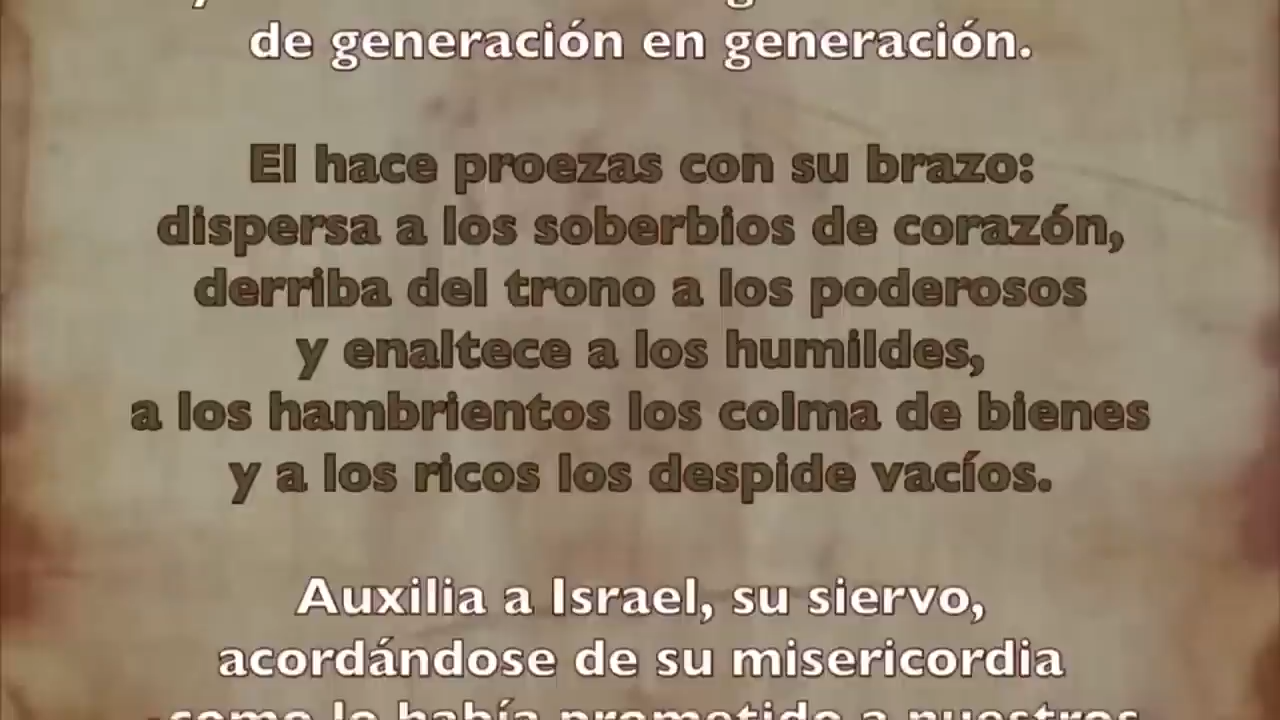 de generación en generación.
El hace proezas con su brazo:
dispersa a los soberbios de corazón,
derriba del trono a los poderosos
y enaltece a los humildes,
a los hambrientos los colma de bienes
y a los ricos los despide vacíos.
Auxilia a Israel, su siervo,
acordándose de su misericordia
como lo había prometido a nuestros